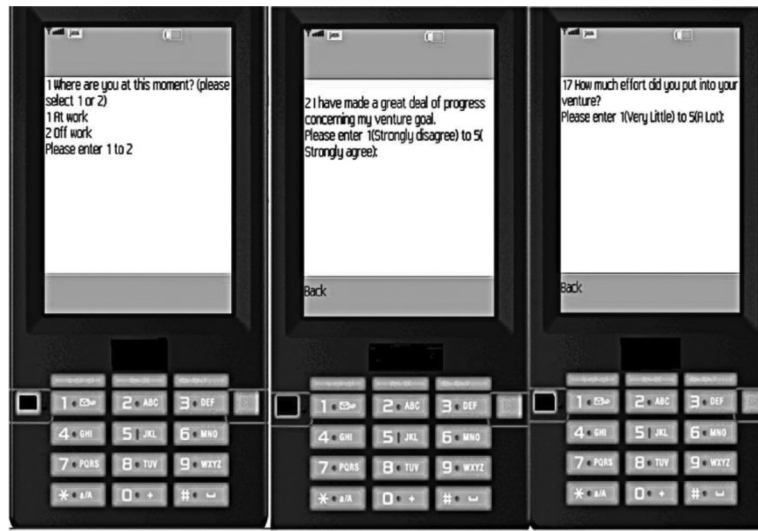 1 Where are you at this moment? (please
select 1 or 2)
1 At work
2 Off work
Please enter 1 to 2
1 2 ABC 3 DEF
4 GHI 5 JKL 6 MNO
7 PQRS 8 TUV 9 WXYZ
* a/A 0 + #
2 I have made a great deal of progress
concerning my venture goal.
Please enter 1(Strongly disagree) to 5(
Strongly agree):
Back
1 2 ABC 3 DEF
4 GHI 5 JKL 6 MNO
7 PQRS 8 TUV 9 WXYZ
* a/A 0 + #
17 How much effort did you put into your
venture?
Please enter 1(Very Little) to 5(A Lot):
Back
1 2 ABC 3 DEF
4 GHI 5 JKL 6 MNO
7 PQRS 8 TUV 9 WXYZ
* a/A 0 + #